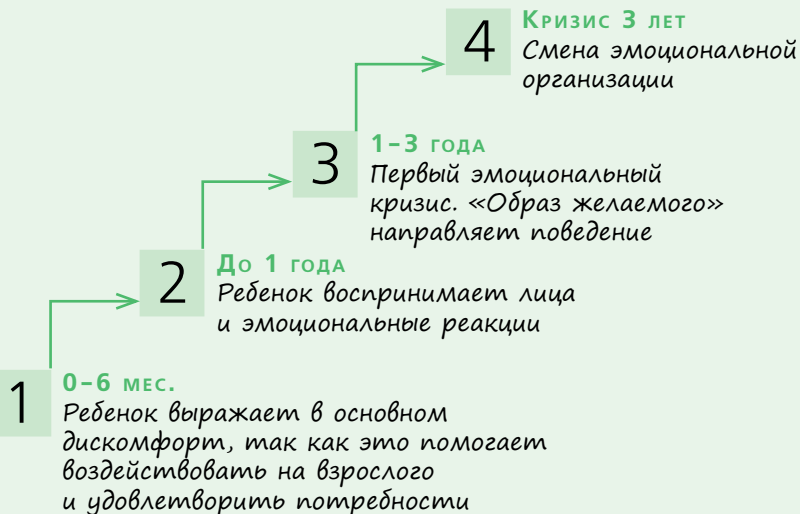 4
Кризис 3 лет
Смена эмоциональной
организации
3
1–3 года
Первый эмоциональный
кризис. «Образ желаемого»
направляет поведение
2
До 1 года
Ребенок воспринимает лица
и эмоциональные реакции
1
0–6 мес.
Ребенок выражает в основном
дискомфорт, так как это помогает
воздействовать на взрослого
и удовлетворить потребности